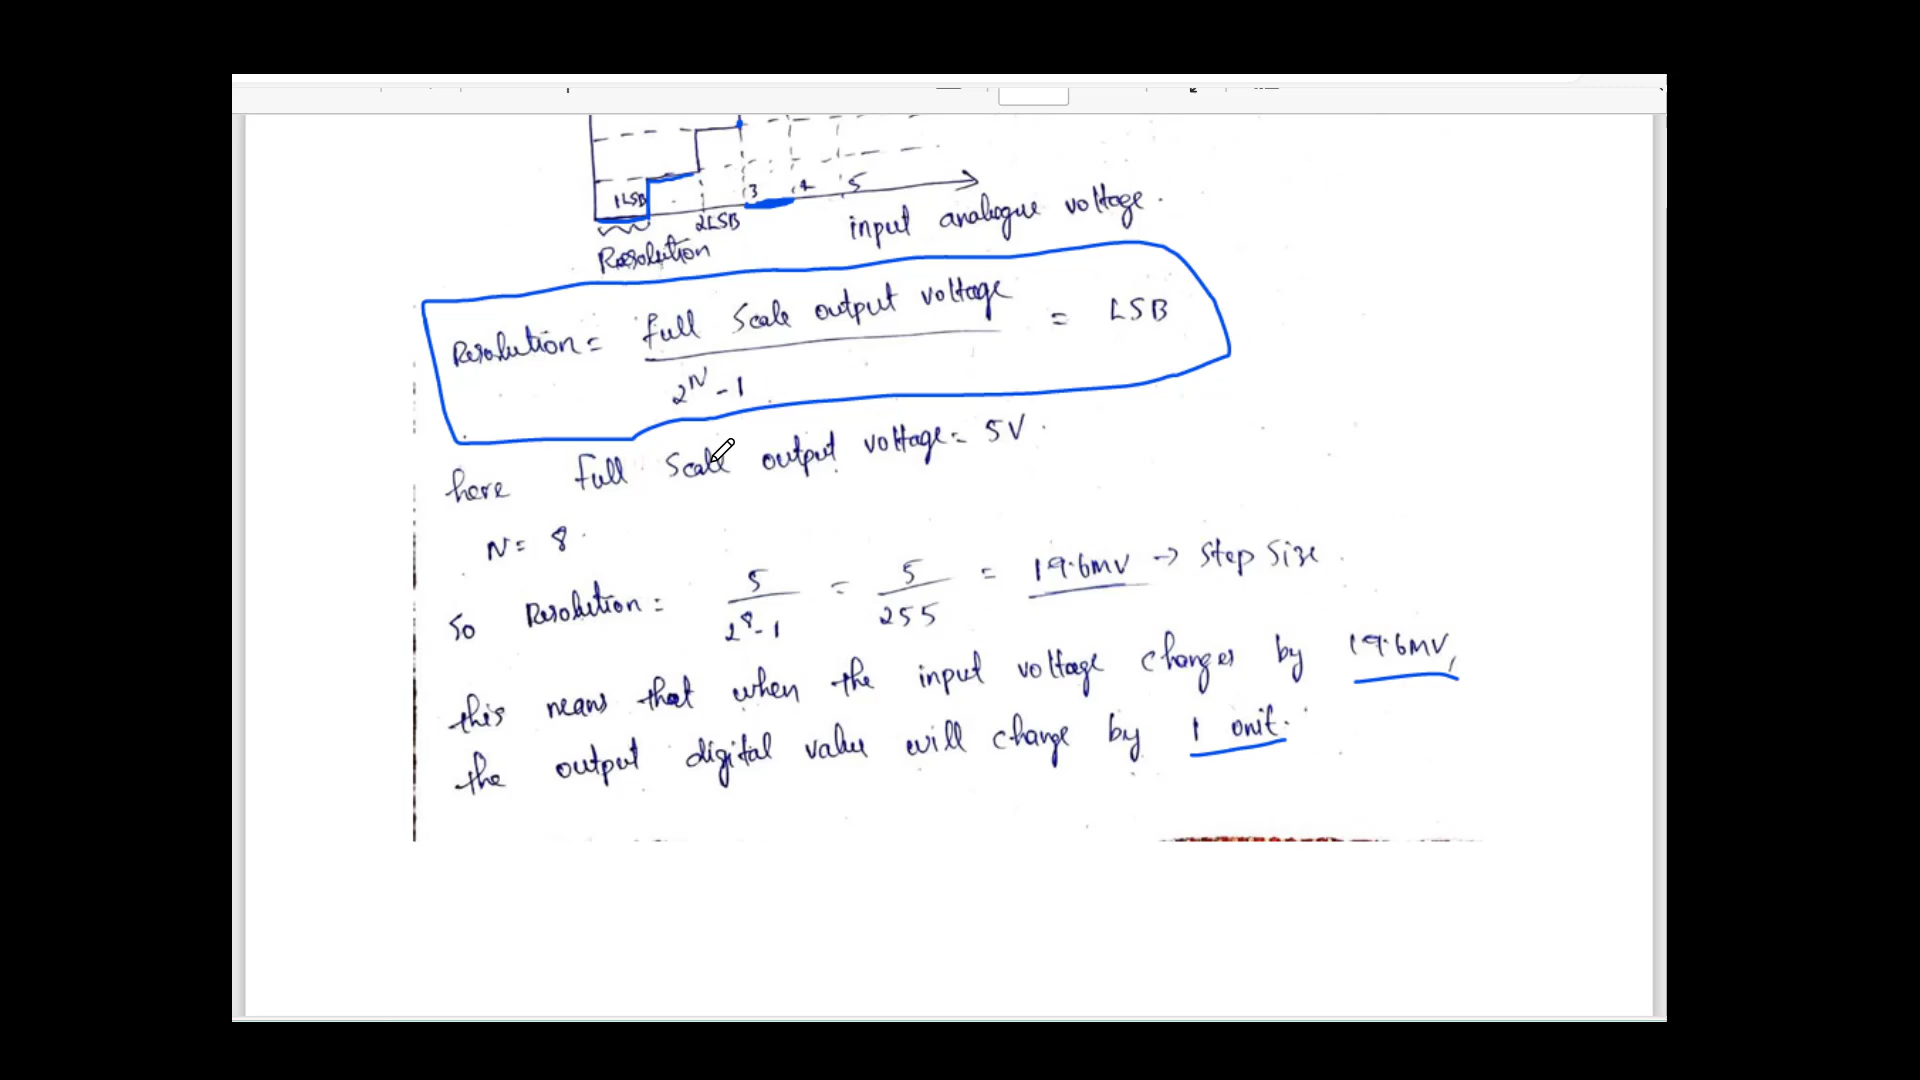 1LSB
2LSB
3
4
5
input analogue voltage.
Resolution
Resolution = Full Scale output voltage = LSB
2^N - 1
here Full Scale output voltage = 5V.
N = 8.
So Resolution = 5 / 2^8 - 1 = 5 / 255 = 19.6mV → Step Size.
this means that when the input voltage changes by 19.6mV,
the output digital value will change by 1 unit.